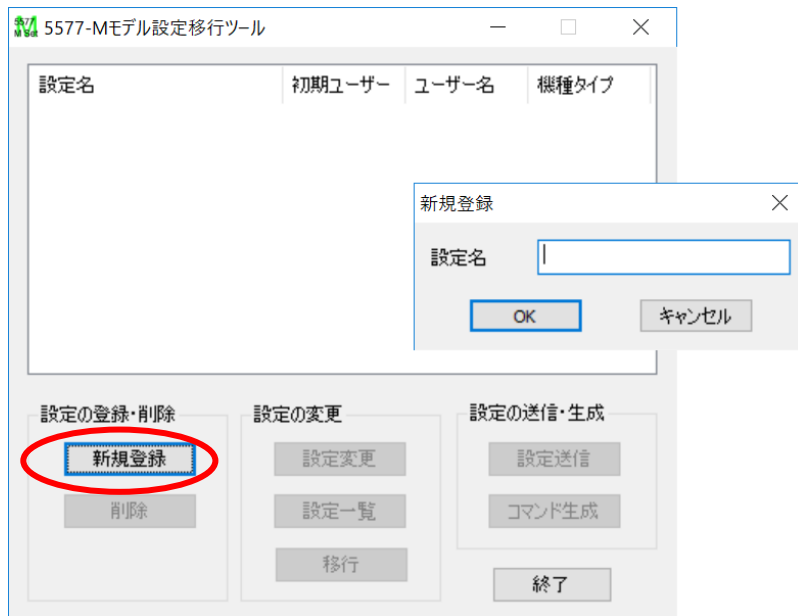 5577 M Set 5577-Mモデル設定移行ツール
設定名 初期ユーザー ユーザー名 機種タイプ
新規登録
設定名
OK キャンセル
設定の登録・削除 設定の変更 設定の送信・生成
新規登録 設定変更 設定送信
削除 設定一覧 コマンド生成
移行
終了